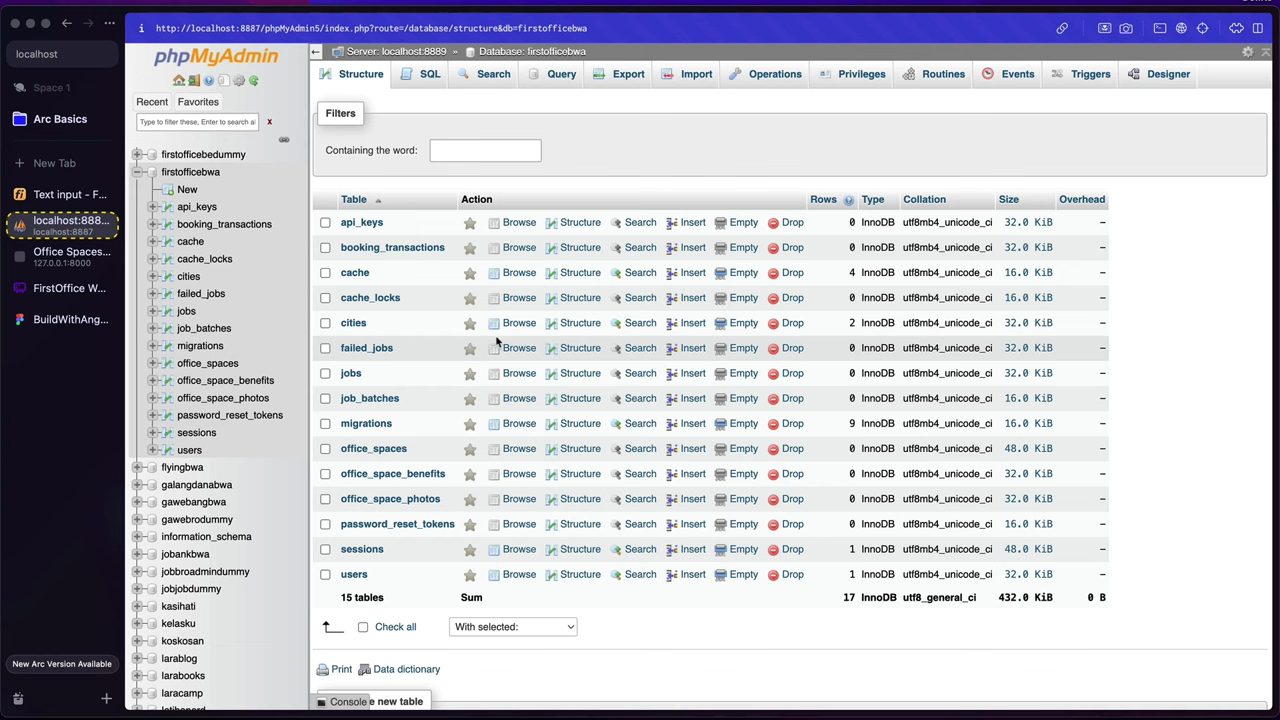 http://localhost:8887/phpMyAdmin5/index.php?route=/database/structure&db=firstofficebwa
localhost
Space 1
Arc Basics
New Tab
Text input - F...
localhost:888...
localhost:8887
Office Spaces...
127.0.0.1:8000
FirstOffice W...
BuildWithAng...
New Arc Version Available
phpMyAdmin
Recent Favorites
Type to filter these, Enter to search al x
firstofficebedummy
firstofficebwa
New
api_keys
booking_transactions
cache
cache_locks
cities
failed_jobs
jobs
job_batches
migrations
office_spaces
office_space_benefits
office_space_photos
password_reset_tokens
sessions
users
flyingbwa
galangdanabwa
gawebangbwa
gawebrodummy
information_schema
jobankbwa
jobbroadmindummy
jobjobdummy
kasihati
kelasku
koskosan
larablog
larabooks
laracamp
Server: localhost:8889 » Database: firstofficebwa
Structure SQL Search Query Export Import Operations Privileges Routines Events Triggers Designer
Filters
Containing the word:
Table Action Rows Type Collation Size Overhead
api_keys Browse Structure Search Insert Empty Drop 0 InnoDB utf8mb4_unicode_ci 32.0 KiB –
booking_transactions Browse Structure Search Insert Empty Drop 0 InnoDB utf8mb4_unicode_ci 32.0 KiB –
cache Browse Structure Search Insert Empty Drop 4 InnoDB utf8mb4_unicode_ci 16.0 KiB –
cache_locks Browse Structure Search Insert Empty Drop 0 InnoDB utf8mb4_unicode_ci 16.0 KiB –
cities Browse Structure Search Insert Empty Drop 2 InnoDB utf8mb4_unicode_ci 32.0 KiB –
failed_jobs Browse Structure Search Insert Empty Drop 0 InnoDB utf8mb4_unicode_ci 32.0 KiB –
jobs Browse Structure Search Insert Empty Drop 0 InnoDB utf8mb4_unicode_ci 32.0 KiB –
job_batches Browse Structure Search Insert Empty Drop 0 InnoDB utf8mb4_unicode_ci 16.0 KiB –
migrations Browse Structure Search Insert Empty Drop 9 InnoDB utf8mb4_unicode_ci 16.0 KiB –
office_spaces Browse Structure Search Insert Empty Drop 0 InnoDB utf8mb4_unicode_ci 48.0 KiB –
office_space_benefits Browse Structure Search Insert Empty Drop 0 InnoDB utf8mb4_unicode_ci 32.0 KiB –
office_space_photos Browse Structure Search Insert Empty Drop 0 InnoDB utf8mb4_unicode_ci 32.0 KiB –
password_reset_tokens Browse Structure Search Insert Empty Drop 0 InnoDB utf8mb4_unicode_ci 16.0 KiB –
sessions Browse Structure Search Insert Empty Drop 1 InnoDB utf8mb4_unicode_ci 48.0 KiB –
users Browse Structure Search Insert Empty Drop 1 InnoDB utf8mb4_unicode_ci 32.0 KiB –
15 tables Sum 17 InnoDB utf8_general_ci 432.0 KiB 0 B
Check all With selected:
Print Data dictionary
Console e new table